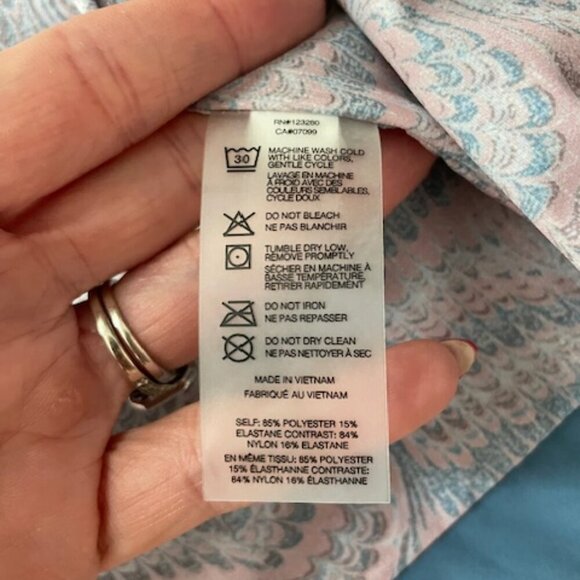 RN#123280
CA#07099
30
MACHINE WASH COLD
WITH LIKE COLORS,
GENTLE CYCLE
LAVAGE EN MACHINE
À FROID AVEC DES
COULEURS SEMBLABLES,
CYCLE DOUX
DO NOT BLEACH
NE PAS BLANCHIR
TUMBLE DRY LOW,
REMOVE PROMPTLY
SÉCHER EN MACHINE À
BASSE TEMPÉRATURE,
RETIRER RAPIDEMENT
DO NOT IRON
NE PAS REPASSER
DO NOT DRY CLEAN
NE PAS NETTOYER À SEC
MADE IN VIETNAM
FABRIQUÉ AU VIETNAM
SELF: 85% POLYESTER 15%
ELASTANE CONTRAST: 84%
NYLON 16% ELASTANE
EN MÊME TISSU: 85% POLYESTER
15% ÉLASTHANNE CONTRASTE:
84% NYLON 16% ÉLASTHANNE